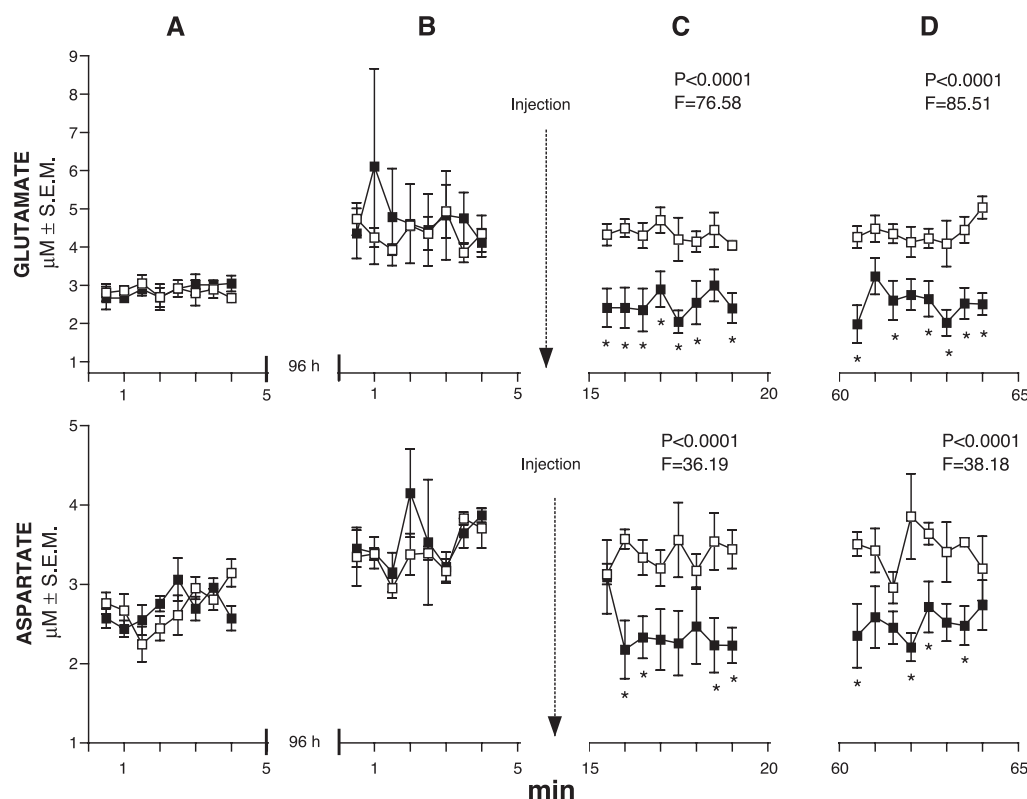 A B C D
GLUTAMATE
µM ± S.E.M.
9
8
7
6
5
4
3
2
1
Injection
P<0.0001
F=76.58
P<0.0001
F=85.51
* * * * * * *
* * * * * *
1 5 96 h 1 5 15 20 60 65
ASPARTATE
µM ± S.E.M.
5
4
3
2
1
Injection
P<0.0001
F=36.19
P<0.0001
F=38.18
* * * *
* * * *
1 5 96 h 1 5 15 20 60 65
min